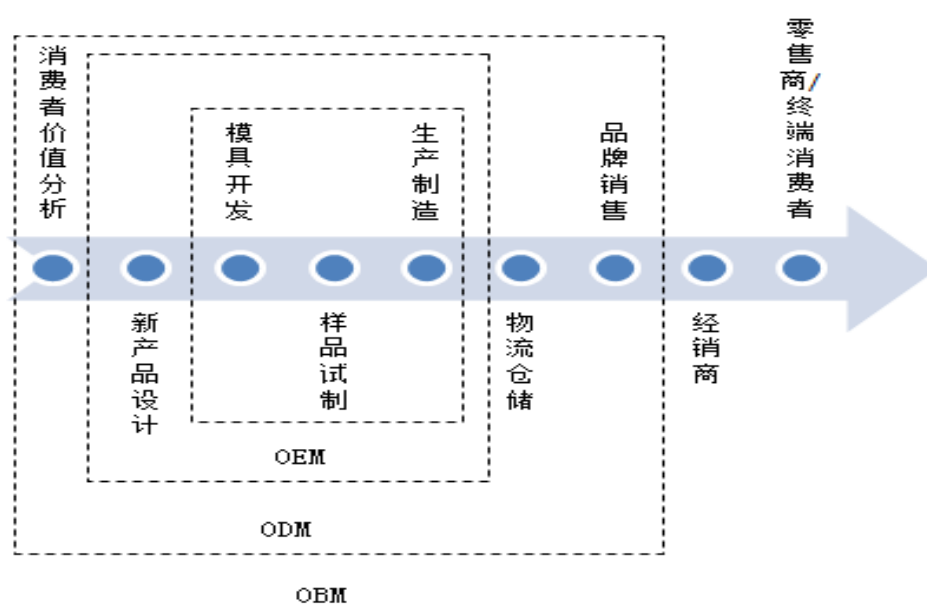 消费者价值分析
新产品设计
模具开发
样品试制
生产制造
物流仓储
品牌销售
经销商
零售商/终端消费者
OEM
ODM
OBM